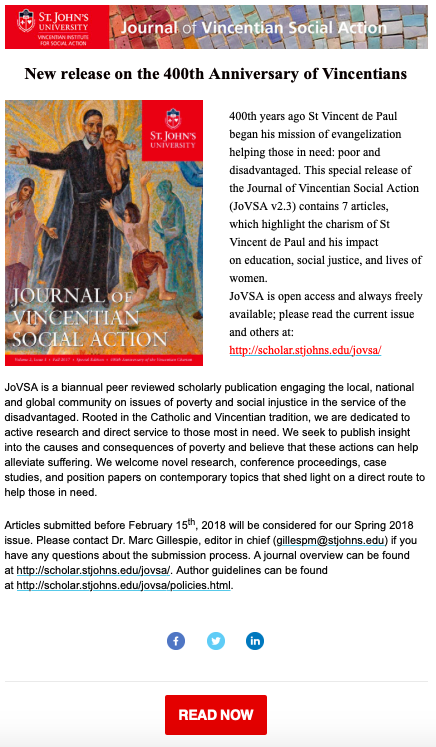 ST. JOHN'S
UNIVERSITY
VINCENTIAN INSTITUTE
FOR SOCIAL ACTION
Journal of Vincentian Social Action
New release on the 400th Anniversary of Vincentians
ST. JOHN'S
UNIVERSITY
JOURNAL OF
VINCENTIAN
SOCIAL ACTION
Volume 2, Issue 3 | Fall 2017 | Special Edition | 400th Anniversary of the Vincentian Charism
400th years ago St Vincent de Paul
began his mission of evangelization
helping those in need: poor and
disadvantaged. This special release of
the Journal of Vincentian Social Action
(JoVSA v2.3) contains 7 articles,
which highlight the charism of St
Vincent de Paul and his impact
on education, social justice, and lives of
women.
JoVSA is open access and always freely
available; please read the current issue
and others at:
http://scholar.stjohns.edu/jovsa/
JoVSA is a biannual peer reviewed scholarly publication engaging the local, national
and global community on issues of poverty and social injustice in the service of the
disadvantaged. Rooted in the Catholic and Vincentian tradition, we are dedicated to
active research and direct service to those most in need. We seek to publish insight
into the causes and consequences of poverty and believe that these actions can help
alleviate suffering. We welcome novel research, conference proceedings, case
studies, and position papers on contemporary topics that shed light on a direct route to
help those in need.
Articles submitted before February 15th, 2018 will be considered for our Spring 2018
issue. Please contact Dr. Marc Gillespie, editor in chief (gillespm@stjohns.edu) if you
have any questions about the submission process. A journal overview can be found
at http://scholar.stjohns.edu/jovsa/. Author guidelines can be found
at http://scholar.stjohns.edu/jovsa/policies.html.
READ NOW